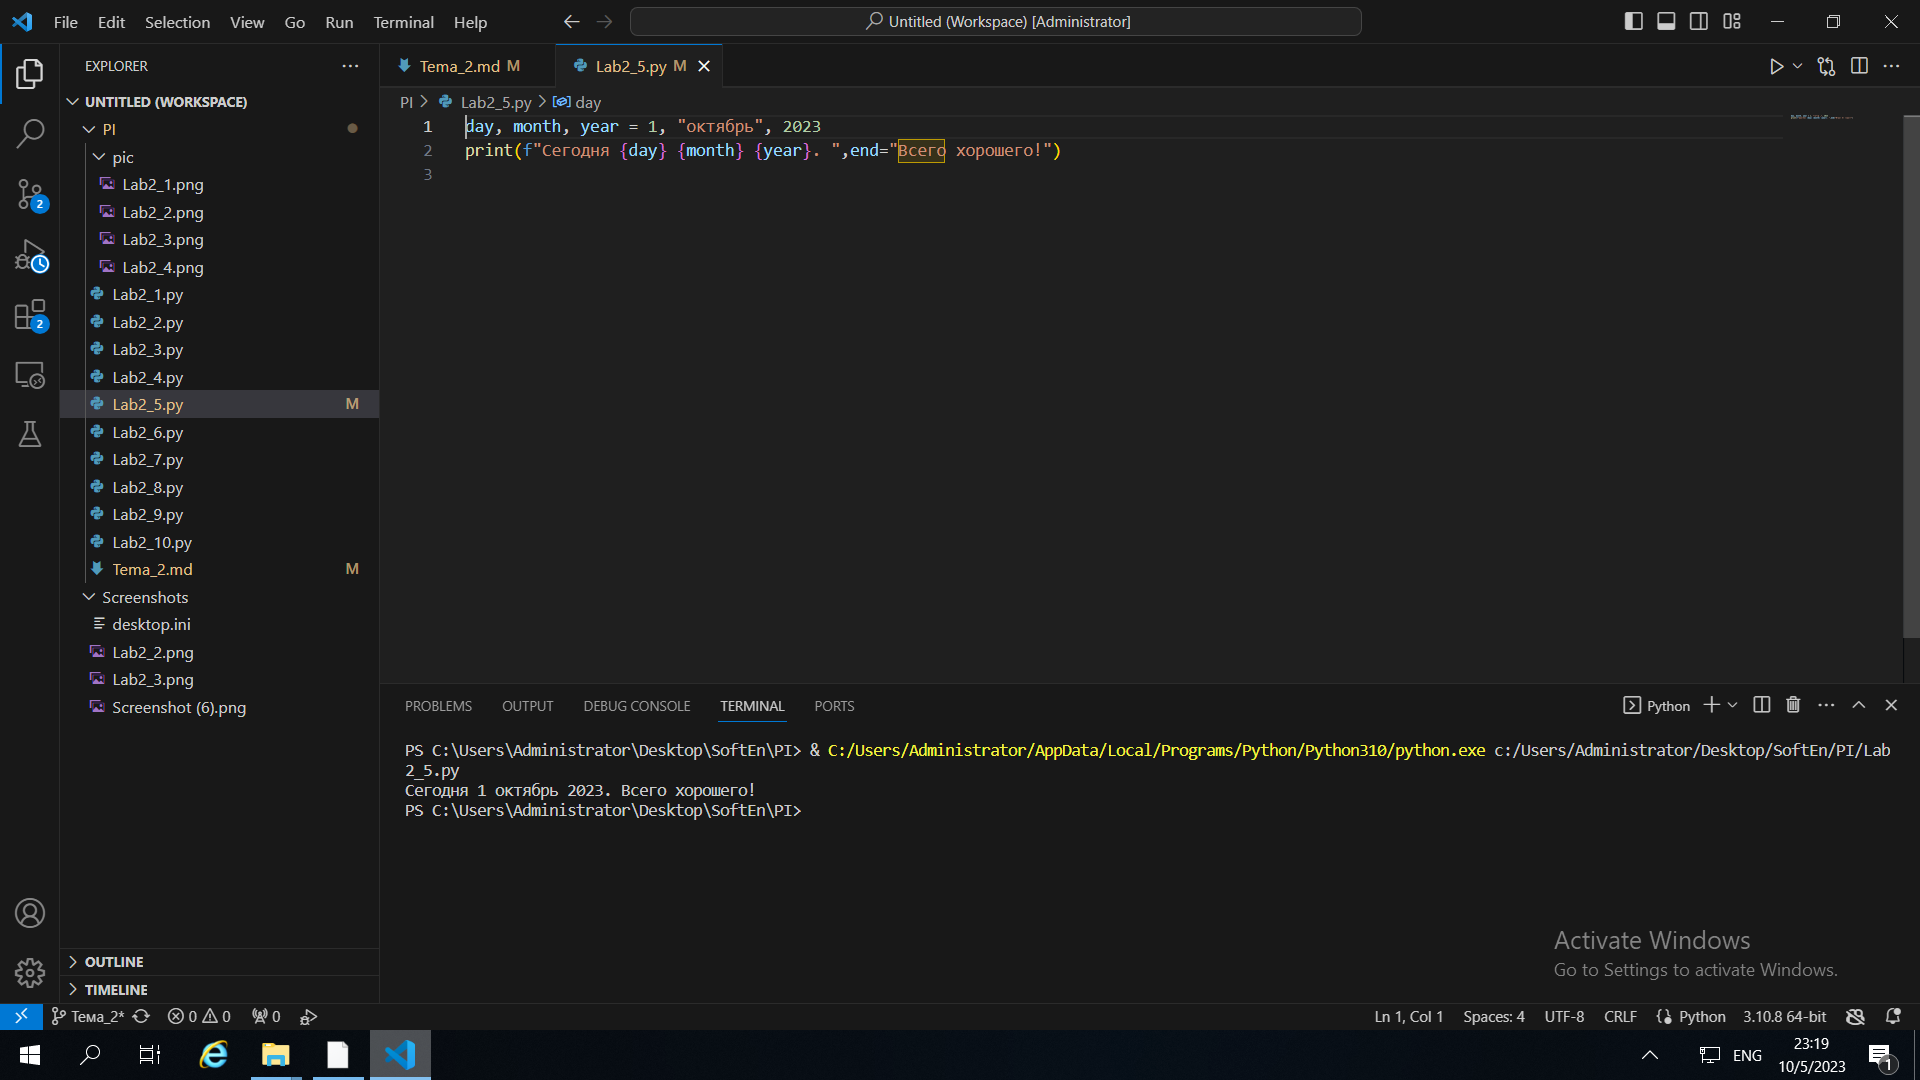 File Edit Selection View Go Run Terminal Help
Untitled (Workspace) [Administrator]
EXPLORER
UNTITLED (WORKSPACE)
PI
pic
Lab2_1.png
Lab2_2.png
Lab2_3.png
Lab2_4.png
Lab2_1.py
Lab2_2.py
Lab2_3.py
Lab2_4.py
Lab2_5.py M
Lab2_6.py
Lab2_7.py
Lab2_8.py
Lab2_9.py
Lab2_10.py
Tema_2.md M
Screenshots
desktop.ini
Lab2_2.png
Lab2_3.png
Screenshot (6).png
OUTLINE
TIMELINE
2
2
Tema_2.md M
Lab2_5.py M
PI > Lab2_5.py > day
1 day, month, year = 1, "октябрь", 2023
2 print(f"Сегодня {day} {month} {year}. ",end="Всего хорошего!")
3
PROBLEMS OUTPUT DEBUG CONSOLE TERMINAL PORTS
Python
PS C:\Users\Administrator\Desktop\SoftEn\PI> & C:/Users/Administrator/AppData/Local/Programs/Python/Python310/python.exe c:/Users/Administrator/Desktop/SoftEn/PI/Lab
2_5.py
Сегодня 1 октябрь 2023. Всего хорошего!
PS C:\Users\Administrator\Desktop\SoftEn\PI>
Activate Windows
Go to Settings to activate Windows.
Тема_2* 0 0 0
Ln 1, Col 1 Spaces: 4 UTF-8 CRLF Python 3.10.8 64-bit
ENG
23:19
10/5/2023
1